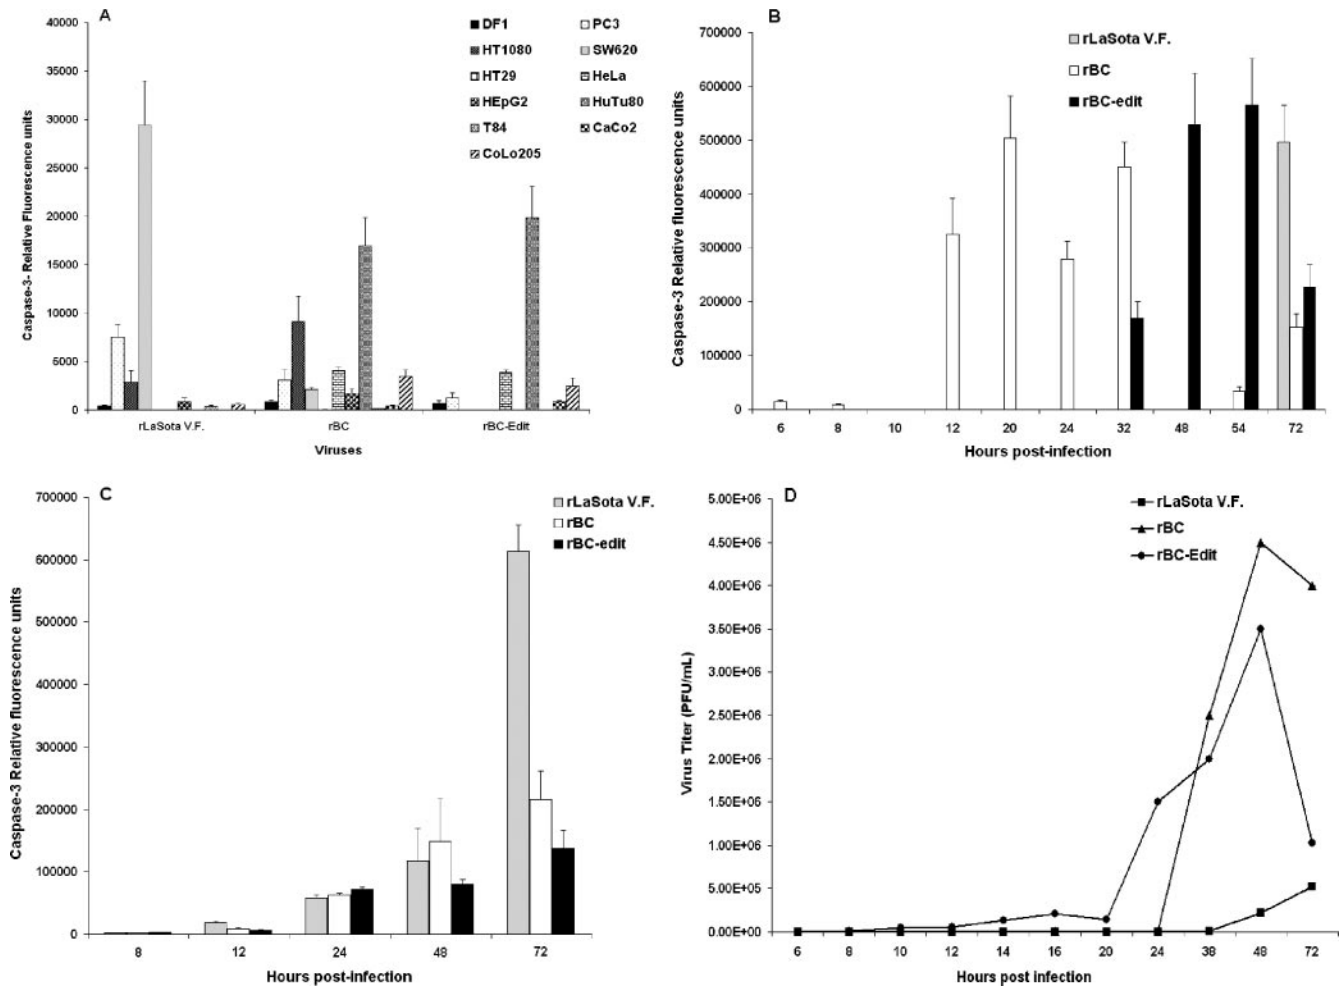 A
40000
35000
30000
25000
20000
15000
10000
5000
0
Caspase-3- Relative Fluorescence units
DF1
PC3
HT1080
SW620
HT29
HeLa
HEpG2
HuTu80
T84
CaCo2
CoLo205
rLaSota V.F.
rBC
rBC-Edit
Viruses
B
700000
600000
500000
400000
300000
200000
100000
0
Caspase-3 Relative fluorescence units
rLaSota V.F.
rBC
rBC-edit
6 8 10 12 20 24 32 48 54 72
Hours post-infection
C
700000
600000
500000
400000
300000
200000
100000
0
Caspase-3 Relative fluorescence units
rLaSota V.F.
rBC
rBC-edit
8 12 24 48 72
Hours post-infection
D
5.00E+06
4.50E+06
4.00E+06
3.50E+06
3.00E+06
2.50E+06
2.00E+06
1.50E+06
1.00E+06
5.00E+05
0.00E+00
Virus Titer (PFU/mL)
rLaSota V.F.
rBC
rBC-Edit
6 8 10 12 14 16 20 24 38 48 72
Hours post infection